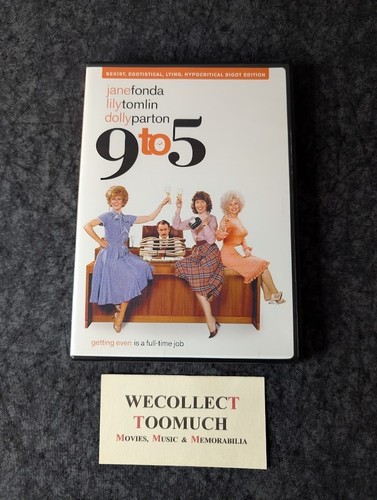 SEXIST, EGOTISTICAL, LYING, HYPOCRITICAL BIGOT EDITION
janefonda
lilytomlin
dollyparton
9to5
getting even is a full-time job
WECOLLECT
TOOMUCH
MOVIES, MUSIC & MEMORABILIA